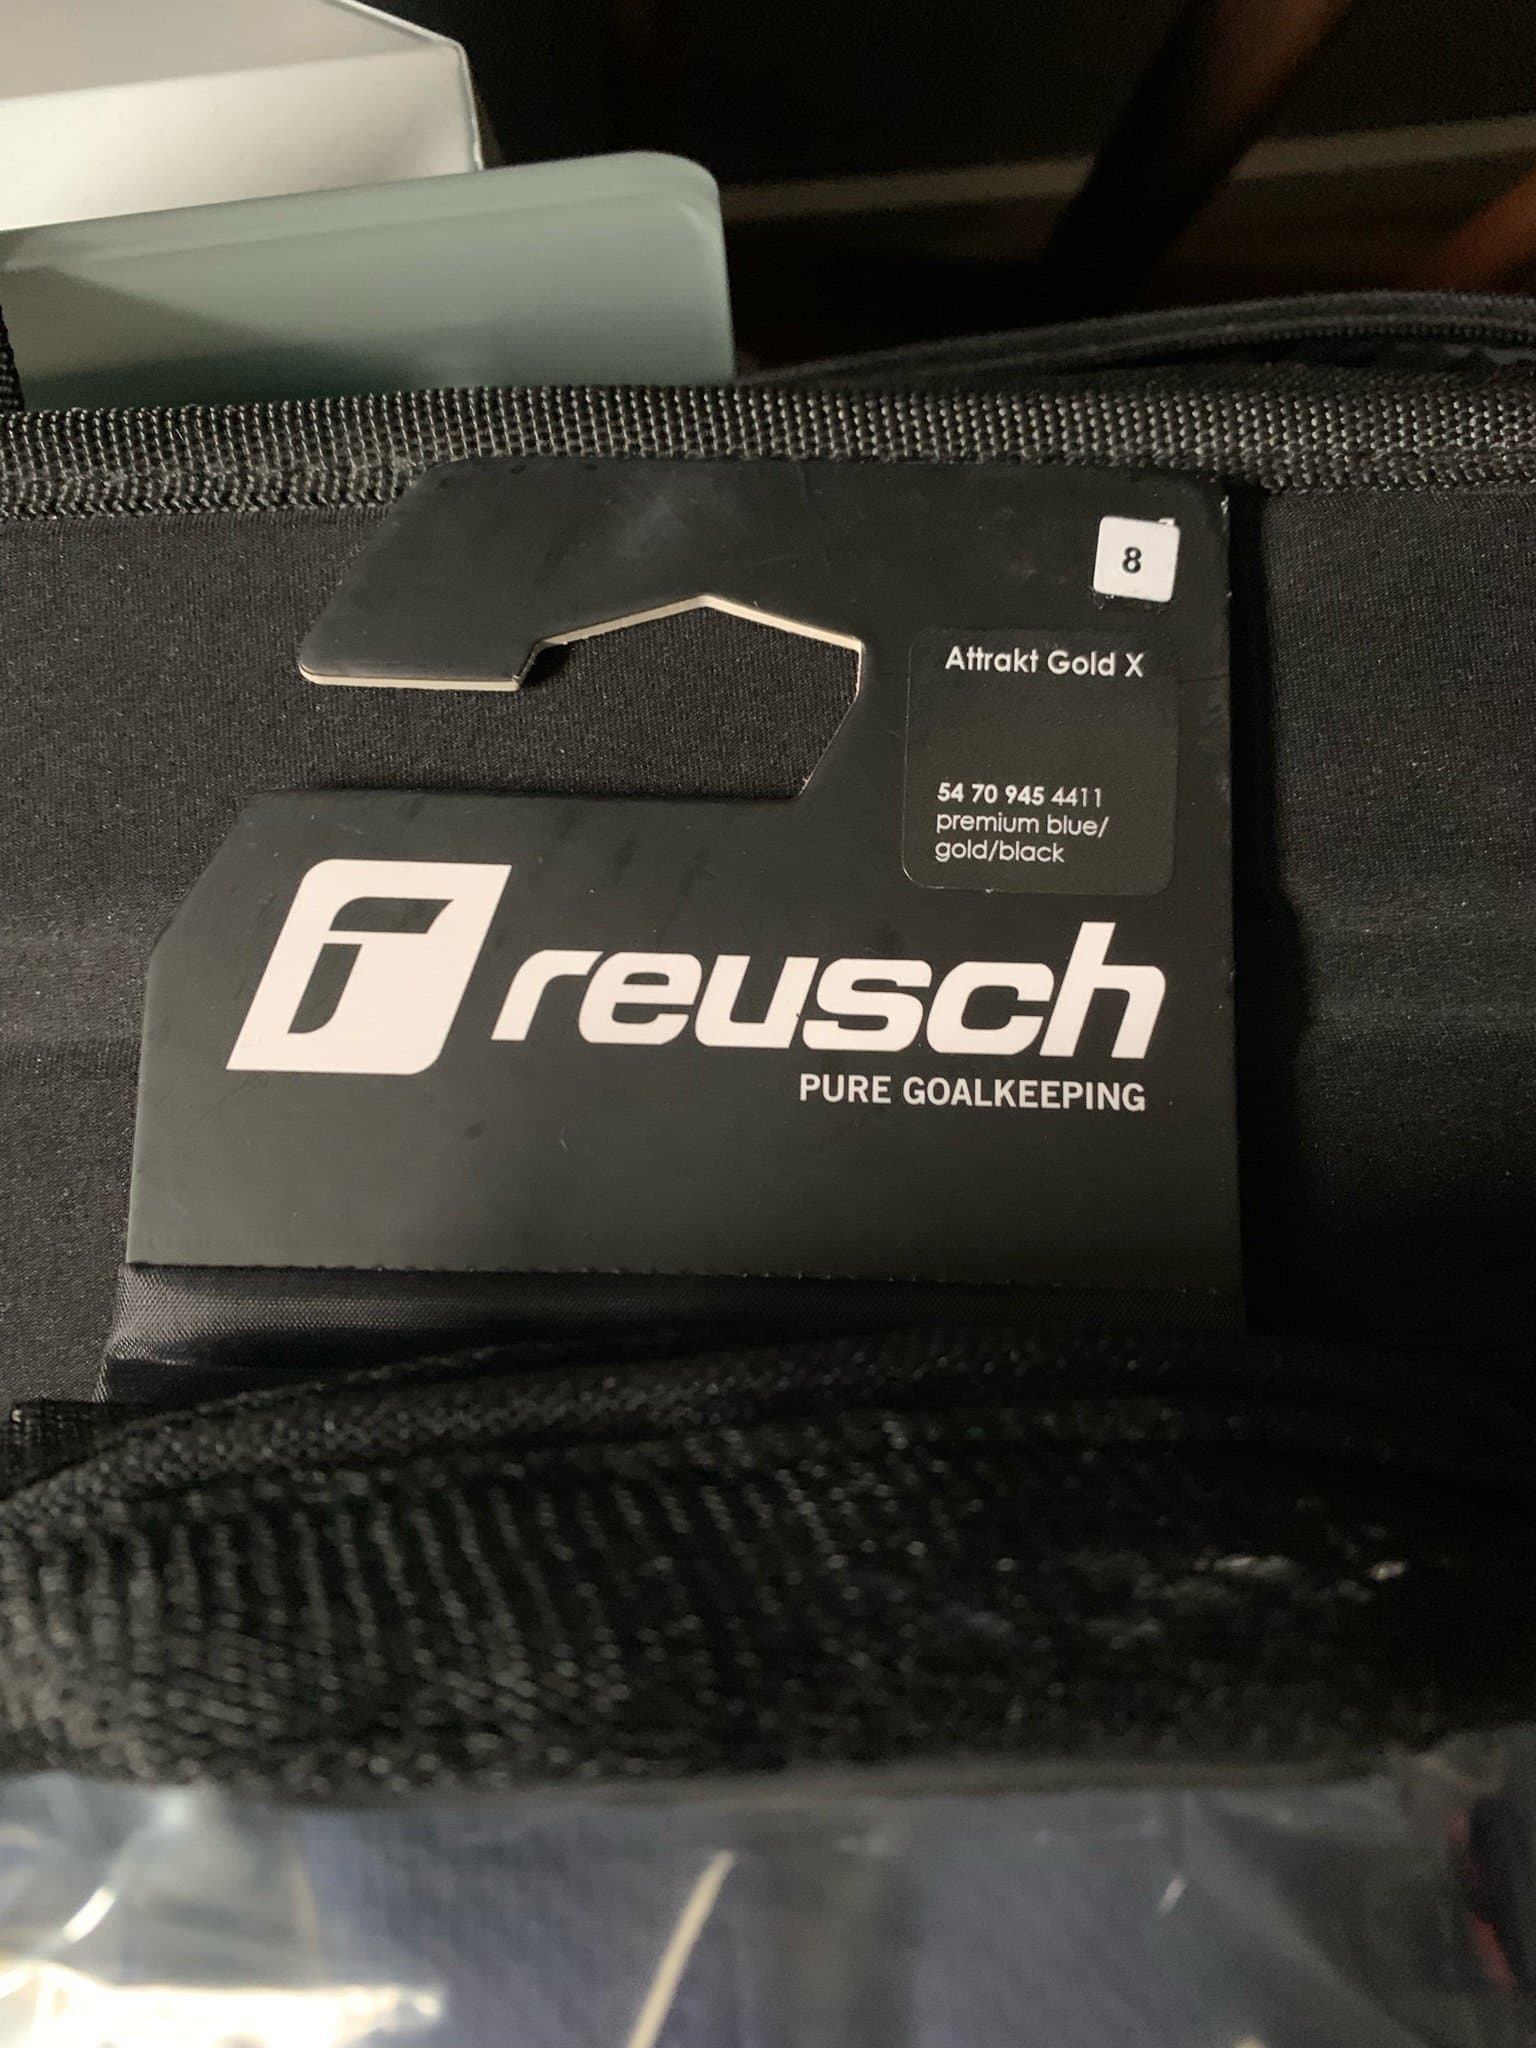 8
Attrakt Gold X
54 70 945 4411
premium blue/
gold/black
reusch
PURE GOALKEEPING